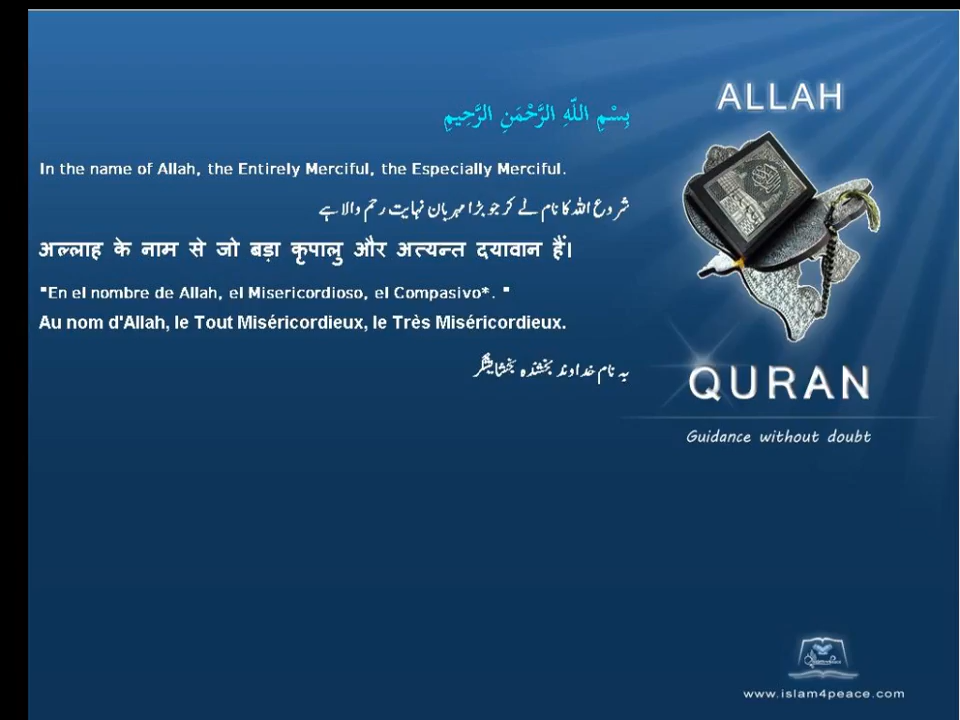 بِسْمِ اللَّهِ الرَّحْمَنِ الرَّحِيمِ
In the name of Allah, the Entirely Merciful, the Especially Merciful.
شروع الله کا نام لے کر جو بڑا مہربان نہایت رحم والا ہے
अल्लाह के नाम से जो बड़ा कृपालु और अत्यन्त दयावान हैं।
"En el nombre de Allah, el Misericordioso, el Compasivo*. "
Au nom d'Allah, le Tout Miséricordieux, le Très Miséricordieux.
به نام خداوند بخشنده بخشایشگر
ALLAH
QURAN
Guidance without doubt
www.islam4peace.com